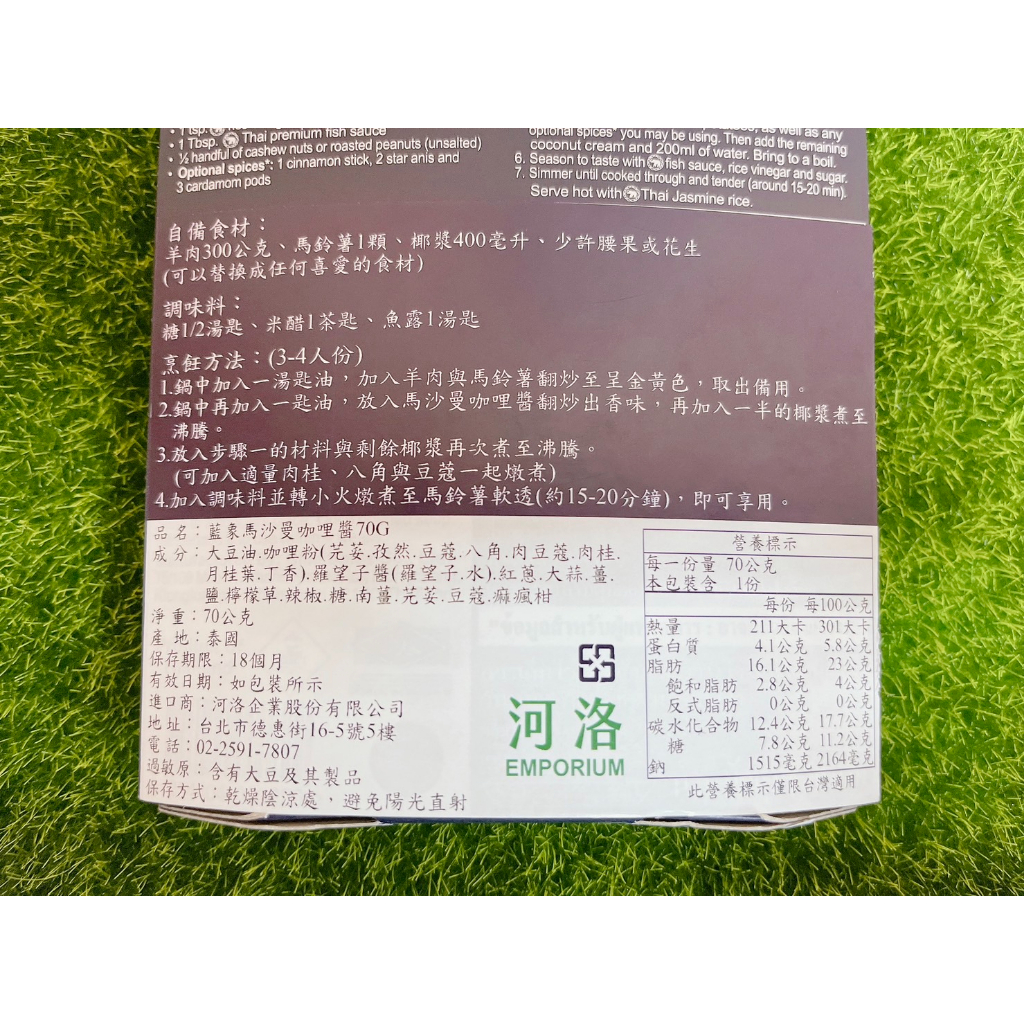 • 1 tsp.
• 1 Tbsp. Thai premium fish sauce
• ½ handful of cashew nuts or roasted peanuts (unsalted)
• Optional spices*: 1 cinnamon stick, 2 star anis and
3 cardamom pods
as well as any
optional spices* you may be using. Then add the remaining
coconut cream and 200ml of water. Bring to a boil.
6. Season to taste with fish sauce, rice vinegar and sugar.
7. Simmer until cooked through and tender (around 15-20 min).
Serve hot with Thai Jasmine rice.
自備食材：
羊肉300公克、馬鈴薯1顆、椰漿400毫升、少許腰果或花生
(可以替換成任何喜愛的食材)
調味料：
糖1/2湯匙、米醋1茶匙、魚露1湯匙
烹飪方法：(3-4人份)
1.鍋中加入一湯匙油，加入羊肉與馬鈴薯翻炒至呈金黃色，取出備用。
2.鍋中再加入一匙油，放入馬沙曼咖哩醬翻炒出香味，再加入一半的椰漿煮至
沸騰。
3.放入步驟一的材料與剩餘椰漿再次煮至沸騰。
(可加入適量肉桂、八角與豆蔻一起燉煮)
4.加入調味料並轉小火燉煮至馬鈴薯軟透(約15-20分鐘)，即可享用。
品名：藍象馬沙曼咖哩醬70G
成分：大豆油.咖哩粉(芫荽.孜然.豆蔻.八角.肉豆蔻.肉桂.
月桂葉.丁香).羅望子醬(羅望子.水).紅蔥.大蒜.薑.
鹽.檸檬草.辣椒.糖.南薑.芫荽.豆蔻.痲瘋柑
淨重：70公克
產地：泰國
保存期限：18個月
有效日期：如包裝所示
進口商：河洛企業股份有限公司
地址：台北市德惠街16-5號5樓
電話：02-2591-7807
過敏原：含有大豆及其製品
保存方式：乾燥陰涼處，避免陽光直射
河洛
EMPORIUM
營養標示
每一份量 70公克
本包裝含 1份
每份 每100公克
熱量 211大卡 301大卡
蛋白質 4.1公克 5.8公克
脂肪 16.1公克 23公克
飽和脂肪 2.8公克 4公克
反式脂肪 0公克 0公克
碳水化合物 12.4公克 17.7公克
糖 7.8公克 11.2公克
鈉 1515毫克 2164毫克
此營養標示僅限台灣適用